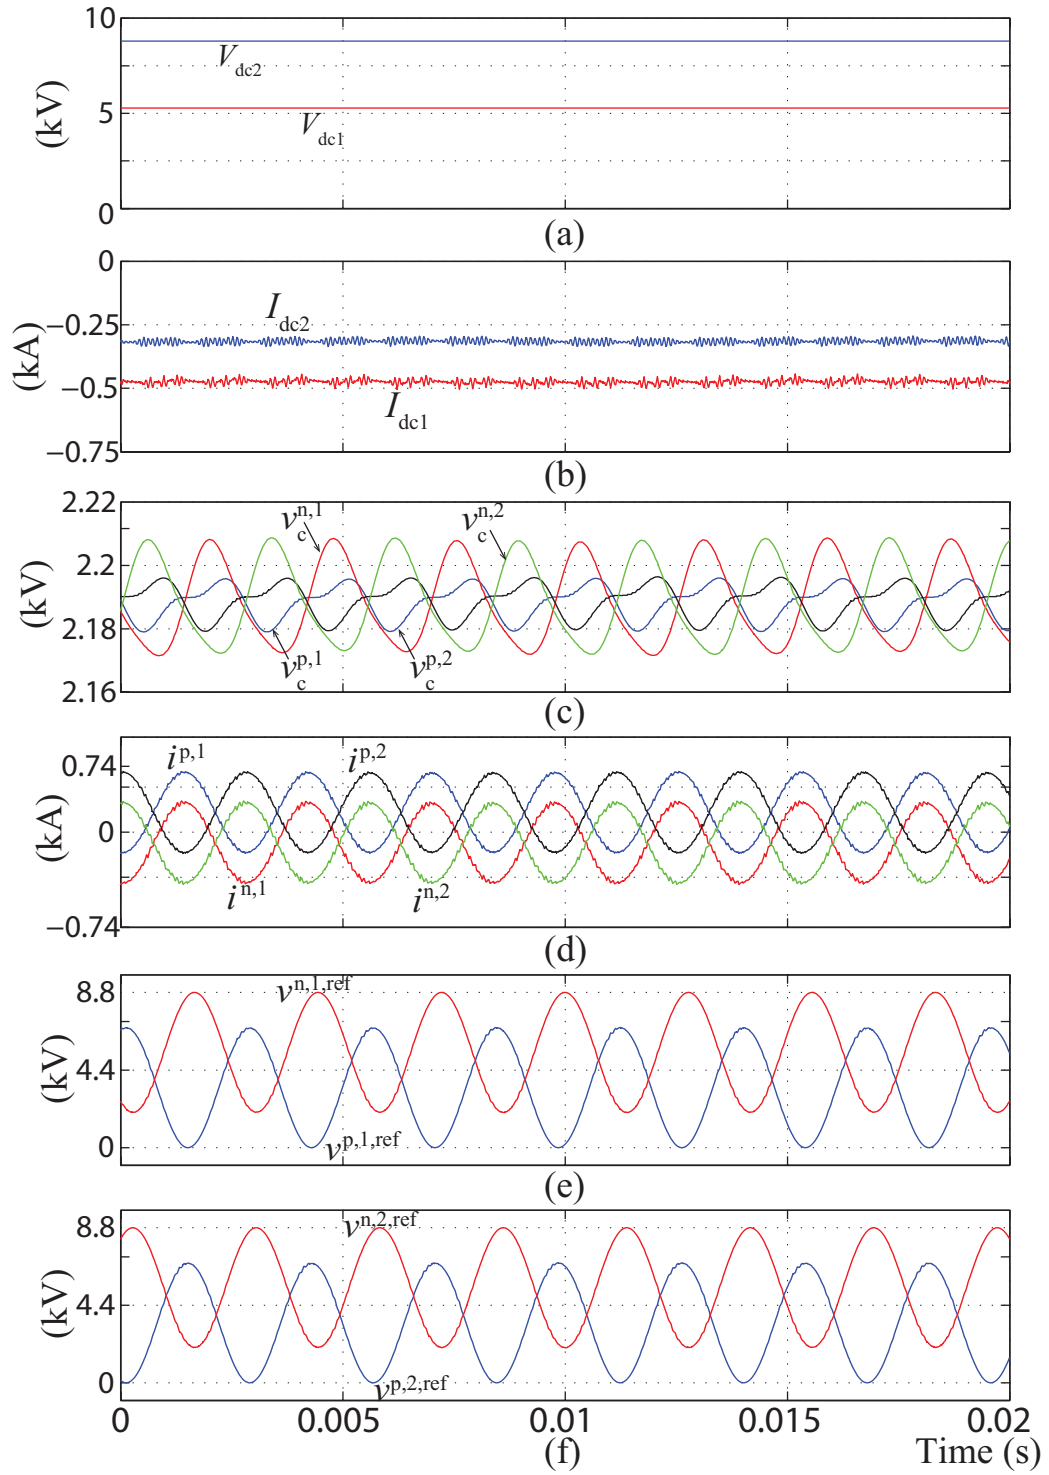 10
V_dc2
5
(kV)
V_dc1
0
(a)
0
I_dc2
−0.25
(kA)
−0.5
I_dc1
−0.75
(b)
2.22
v_c^n,1
v_c^n,2
2.2
(kV)
2.18
v_c^p,1
v_c^p,2
2.16
(c)
i^p,1
i^p,2
0.74
(kA)
0
i^n,1
i^n,2
−0.74
(d)
8.8
v^n,1,ref
(kV)
4.4
0
v^p,1,ref
(e)
8.8
v^n,2,ref
(kV)
4.4
0
v^p,2,ref
0 0.005 0.01 0.015 0.02
(f)
Time (s)